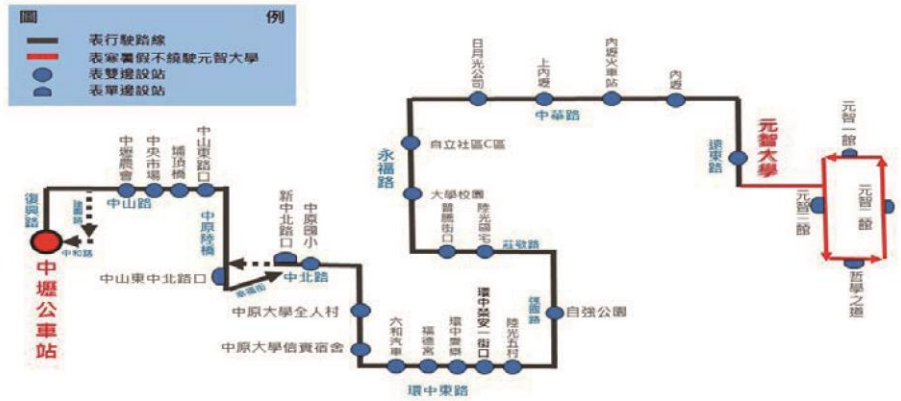 圖 例
表行駛路線
表寒暑假不繞駛元智大學
表雙邊設站
表單邊設站
中壢公車站
復興路
中和路
中山路
中壢農會
中央市場
埔頂橋
中山東路口
中原陸橋
中山東中北路口
新中北路口
中原國小
中北路
中原大學全人村
中原大學信實宿舍
六和汽車
福德宮
環中愛樂
環中榮安一街口
陸光五村
環中東路
自強公園
莊敬路
陸光國宅
普騰街口
大學校園
自立社區C區
永福路
日月光公司
上內壢
內壢火車站
內壢
中華路
遠東路
元智大學
元智一館
元智二館
元智三館
哲學之道